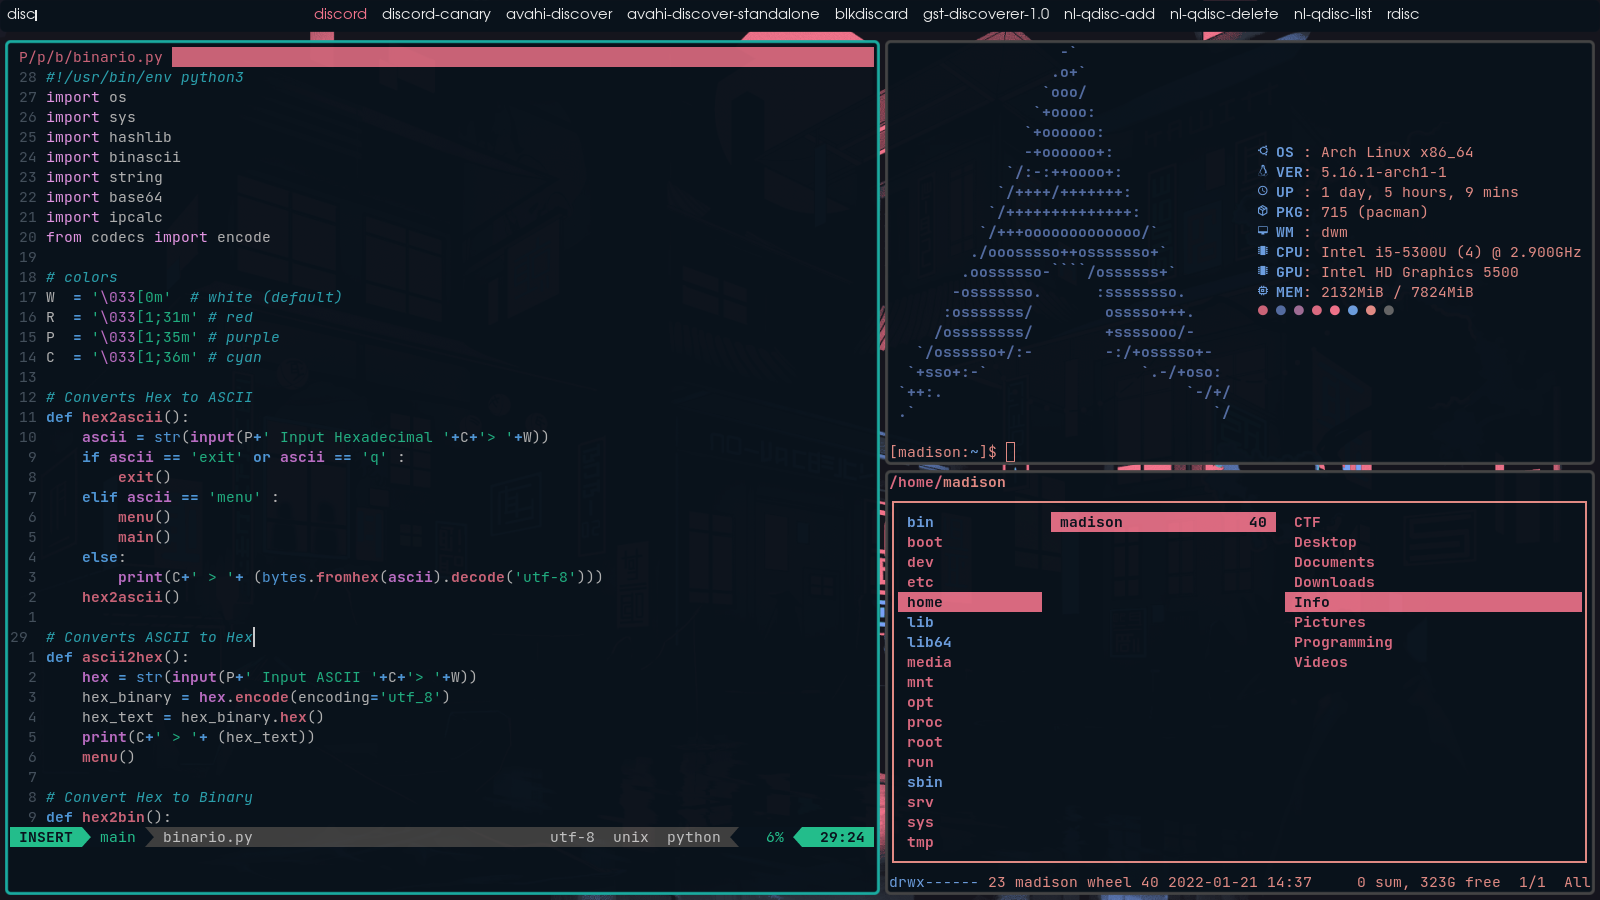 disc discord discord-canary avahi-discover avahi-discover-standalone blkdiscard gst-discoverer-1.0 nl-qdisc-add nl-qdisc-delete nl-qdisc-list rdisc
P/p/b/binario.py
28 #!/usr/bin/env python3
27 import os
26 import sys
25 import hashlib
24 import binascii
23 import string
22 import base64
21 import ipcalc
20 from codecs import encode
19
18 # colors
17 W  = '\033[0m'  # white (default)
16 R  = '\033[1;31m' # red
15 P  = '\033[1;35m' # purple
14 C  = '\033[1;36m' # cyan
13
12 # Converts Hex to ASCII
11 def hex2ascii():
10     ascii = str(input(P+' Input Hexadecimal '+C+'> '+W))
9     if ascii == 'exit' or ascii == 'q' :
8         exit()
7     elif ascii == 'menu' :
6         menu()
5         main()
4     else:
3         print(C+' > '+ (bytes.fromhex(ascii).decode('utf-8')))
2     hex2ascii()
1
29 # Converts ASCII to Hex
1 def ascii2hex():
2     hex = str(input(P+' Input ASCII '+C+'> '+W))
3     hex_binary = hex.encode(encoding='utf_8')
4     hex_text = hex_binary.hex()
5     print(C+' > '+ (hex_text))
6     menu()
7
8 # Convert Hex to Binary
9 def hex2bin():
INSERT main binario.py utf-8 unix python 6% 29:24
-`
.o+`
`ooo/
`+oooo:
`+oooooo:
-+oooooo+:
`/:-:++oooo+:
`/++++/+++++++:
`/++++++++++++++:
`/+++ooooooooooooo/`
./ooosssso++osssssso+`
.oossssso-````/ossssss+`
-osssssso.      :ssssssso.
:osssssss/        osssso+++.
/ossssssss/        +ssssooo/-
`/ossssso+/:-        -:/+osssso+-
`+sso+:-`                 `.-/+oso:
`++:.                           `-/+/
.`                                 `/
OS : Arch Linux x86_64
VER: 5.16.1-arch1-1
UP : 1 day, 5 hours, 9 mins
PKG: 715 (pacman)
WM : dwm
CPU: Intel i5-5300U (4) @ 2.900GHz
GPU: Intel HD Graphics 5500
MEM: 2132MiB / 7824MiB
[madison:~]$
/home/madison
bin
boot
dev
etc
home
lib
lib64
media
mnt
opt
proc
root
run
sbin
srv
sys
tmp
madison 40
CTF
Desktop
Documents
Downloads
Info
Pictures
Programming
Videos
drwx------ 23 madison wheel 40 2022-01-21 14:37 0 sum, 323G free 1/1 All